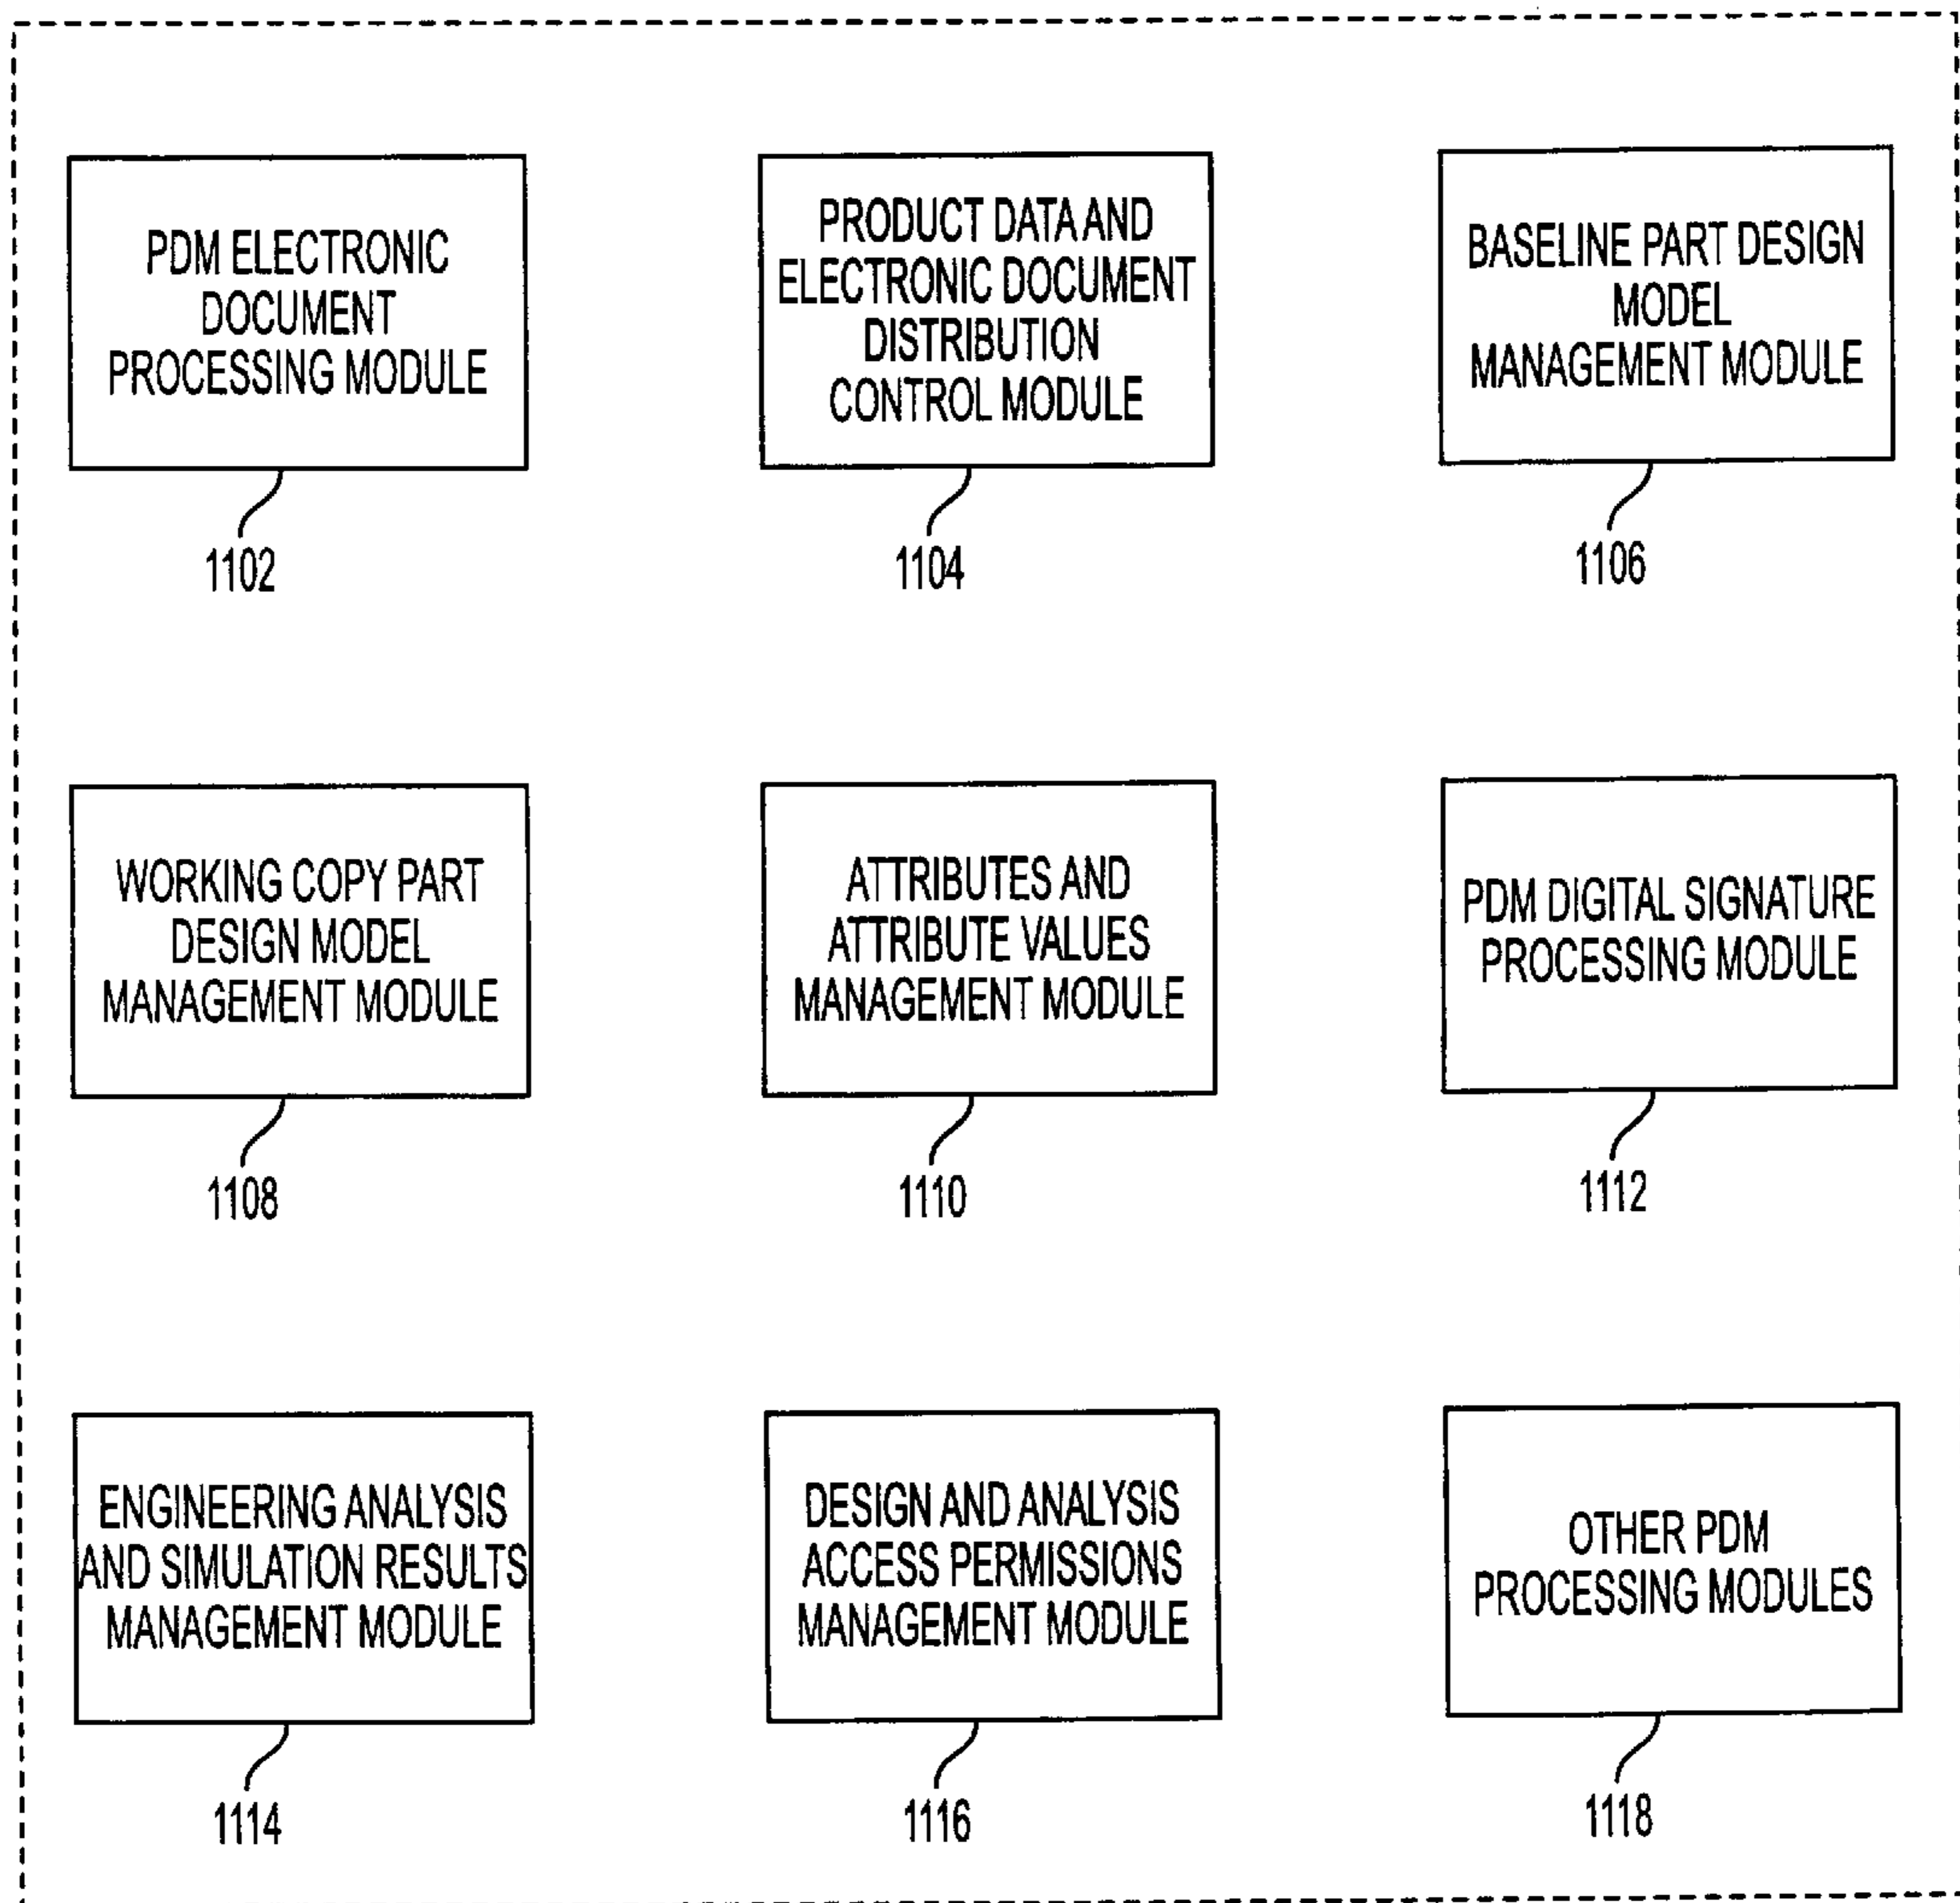 PDM ELECTRONIC
DOCUMENT
PROCESSING MODULE
1102
PRODUCT DATA AND
ELECTRONIC DOCUMENT
DISTRIBUTION
CONTROL MODULE
1104
BASELINE PART DESIGN
MODEL
MANAGEMENT MODULE
1106
WORKING COPY PART
DESIGN MODEL
MANAGEMENT MODULE
1108
ATTRIBUTES AND
ATTRIBUTE VALUES
MANAGEMENT MODULE
1110
PDM DIGITAL SIGNATURE
PROCESSING MODULE
1112
ENGINEERING ANALYSIS
AND SIMULATION RESULTS
MANAGEMENT MODULE
1114
DESIGN AND ANALYSIS
ACCESS PERMISSIONS
MANAGEMENT MODULE
1116
OTHER PDM
PROCESSING MODULES
1118